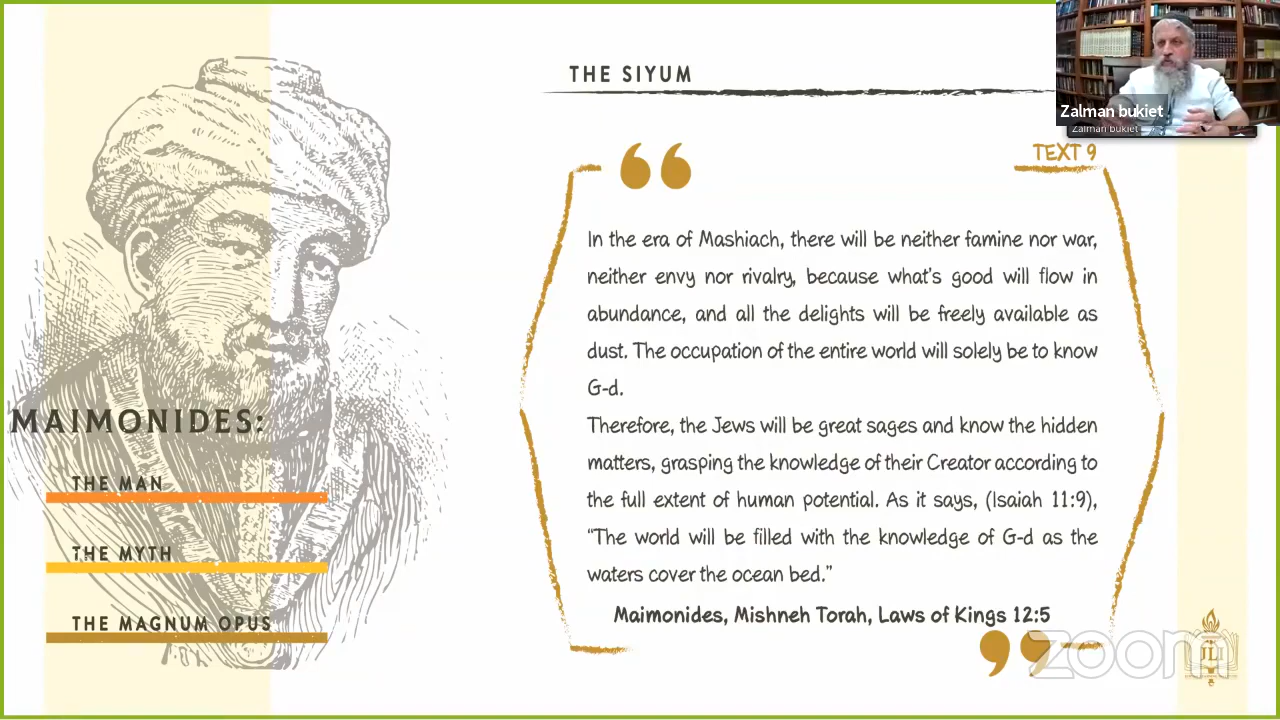 THE SIYUM
Zalman bukiet
Zalman bukiet
TEXT 9
“
In the era of Mashiach, there will be neither famine nor war,
neither envy nor rivalry, because what's good will flow in
abundance, and all the delights will be freely available as
dust. The occupation of the entire world will solely be to know
G-d.
Therefore, the Jews will be great sages and know the hidden
matters, grasping the knowledge of their Creator according to
the full extent of human potential. As it says, (Isaiah 11:9),
“The world will be filled with the knowledge of G-d as the
waters cover the ocean bed.”
Maimonides, Mishneh Torah, Laws of Kings 12:5
”
MAIMONIDES:
THE MAN
THE MYTH
THE MAGNUM OPUS
zoom
JLI